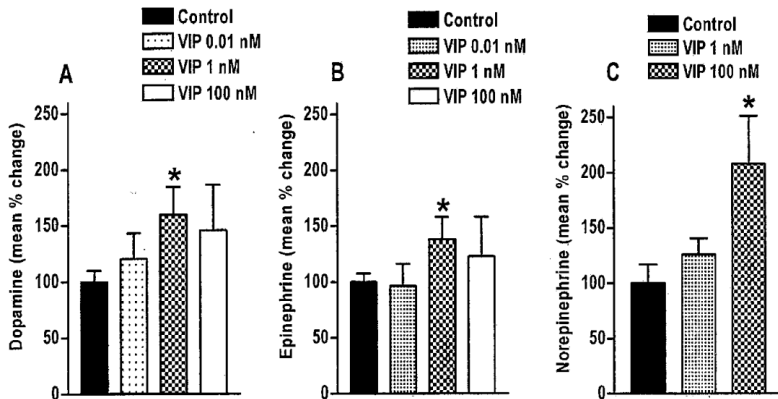 Control
VIP 0.01 nM
VIP 1 nM
VIP 100 nM
A
250
200
150
100
50
0
Dopamine (mean % change)
*
Control
VIP 0.01 nM
VIP 1 nM
VIP 100 nM
B
250
200
150
100
50
0
Epinephrine (mean % change)
*
Control
VIP 1 nM
VIP 100 nM
C
250
200
150
100
50
0
Norepinephrine (mean % change)
*